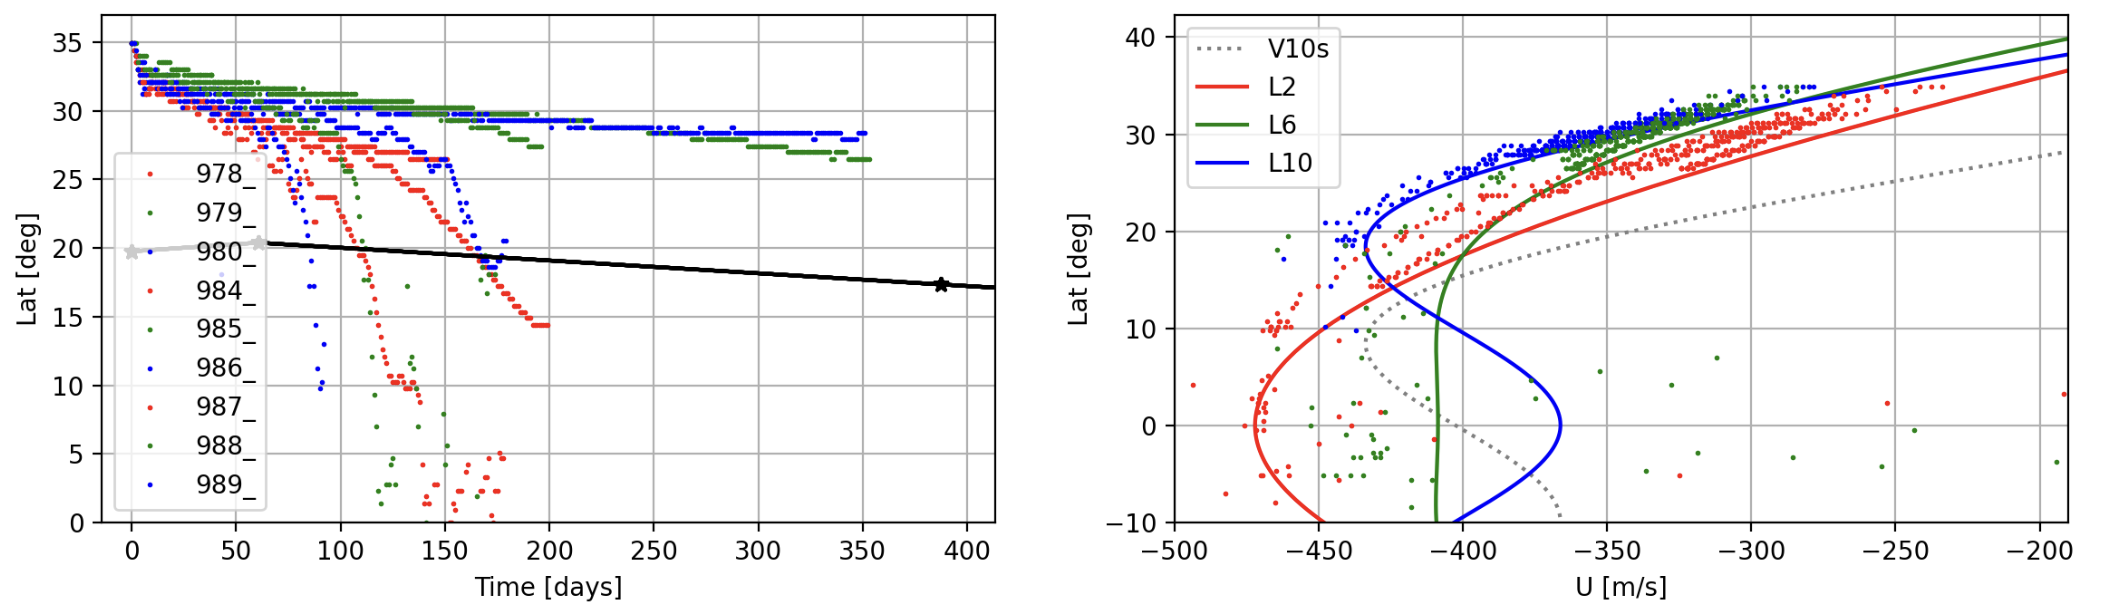 35
30
25
20
15
10
5
0
Lat [deg]
978_
979_
980_
984_
985_
986_
987_
988_
989_
0 50 100 150 200 250 300 350 400
Time [days]
40
30
20
10
0
−10
Lat [deg]
V10s
L2
L6
L10
−500 −450 −400 −350 −300 −250 −200
U [m/s]